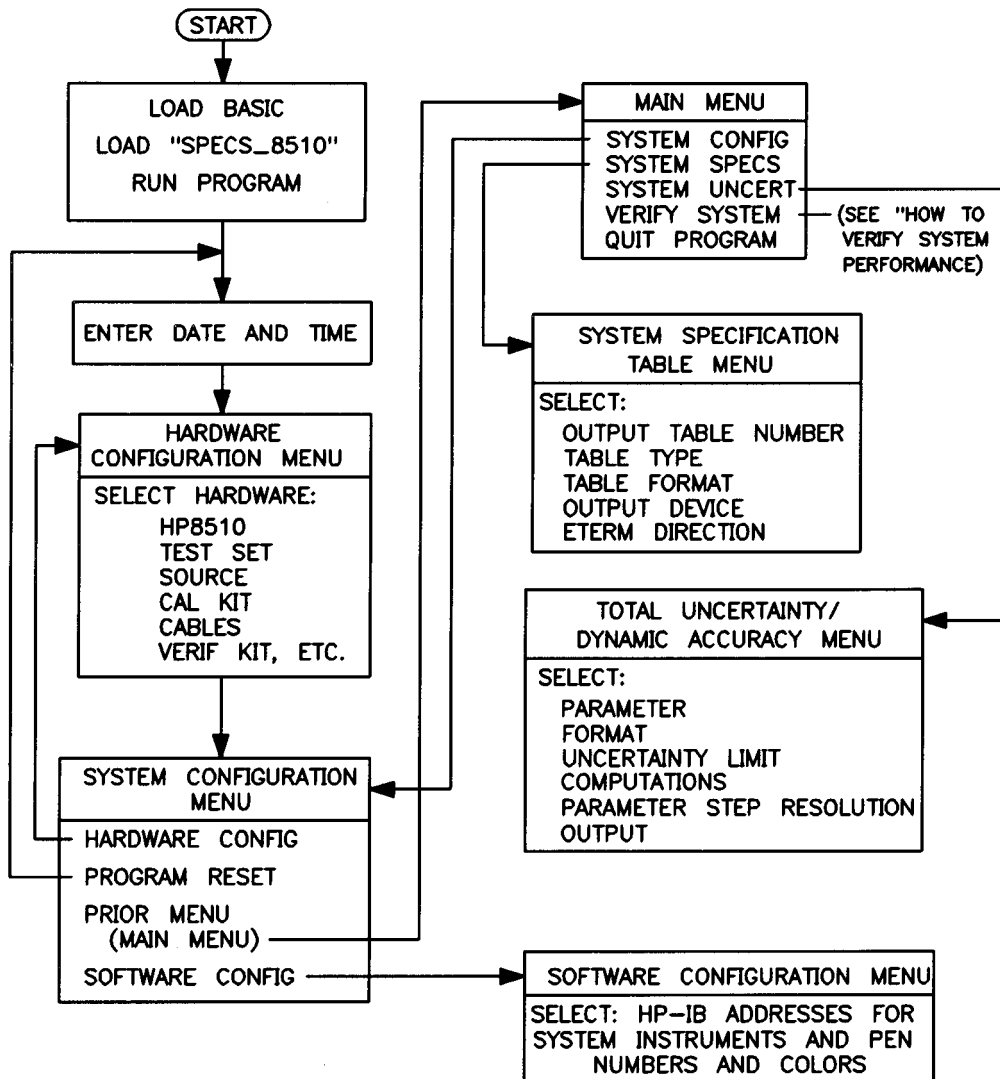 START
LOAD BASIC
LOAD "SPECS_8510"
RUN PROGRAM
ENTER DATE AND TIME
HARDWARE
CONFIGURATION MENU
SELECT HARDWARE:
HP8510
TEST SET
SOURCE
CAL KIT
CABLES
VERIF KIT, ETC.
SYSTEM CONFIGURATION
MENU
HARDWARE CONFIG
PROGRAM RESET
PRIOR MENU
(MAIN MENU)
SOFTWARE CONFIG
MAIN MENU
SYSTEM CONFIG
SYSTEM SPECS
SYSTEM UNCERT
VERIFY SYSTEM
QUIT PROGRAM
(SEE "HOW TO
VERIFY SYSTEM
PERFORMANCE)
SYSTEM SPECIFICATION
TABLE MENU
SELECT:
OUTPUT TABLE NUMBER
TABLE TYPE
TABLE FORMAT
OUTPUT DEVICE
ETERM DIRECTION
TOTAL UNCERTAINTY/
DYNAMIC ACCURACY MENU
SELECT:
PARAMETER
FORMAT
UNCERTAINTY LIMIT
COMPUTATIONS
PARAMETER STEP RESOLUTION
OUTPUT
SOFTWARE CONFIGURATION MENU
SELECT: HP-IB ADDRESSES FOR
SYSTEM INSTRUMENTS AND PEN
NUMBERS AND COLORS